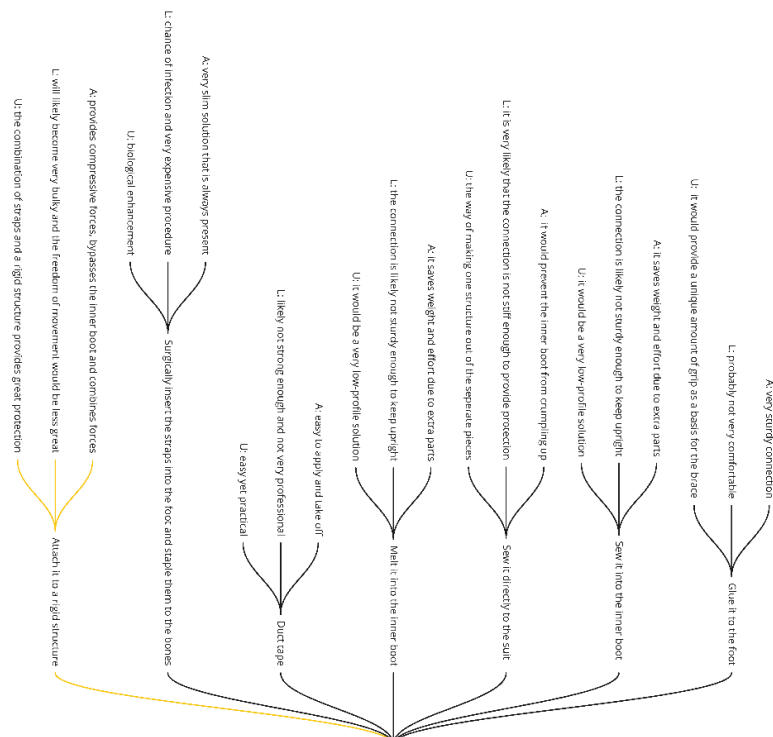 A: very sturdy connection
L: probably not very comfortable
U: it would provide a unique amount of grip as a basis for the brace
Glue it to the foot
A: it saves weight and effort due to extra parts
L: the connection is likely not sturdy enough to keep upright
U: it would be a very low-profile solution
Sew it into the inner boot
A: it would prevent the inner boot from crumpling up
L: it is very likely that the connection is not stiff enough to provide protection
U: the way of making one structure out of the seperate pieces
Sew it directly to the suit
A: it saves weight and effort due to extra parts
L: the connection is likely not sturdy enough to keep upright
U: it would be a very low-profile solution
Melt it into the inner boot
A: easy to apply and take off
L: likely not strong enough and not very professional
U: easy yet practical
Duct tape
A: very slim solution that is always present
L: chance of infection and very expensive procedure
U: biological enhancement
Surgically insert the straps into the foot and staple them to the bones
A: provides compressive forces, bypasses the inner boot and combines forces
L: will likely become very bulky and the freedom of movement would be less great
U: the combination of straps and a rigid structure provides great protection
Attach it to a rigid structure